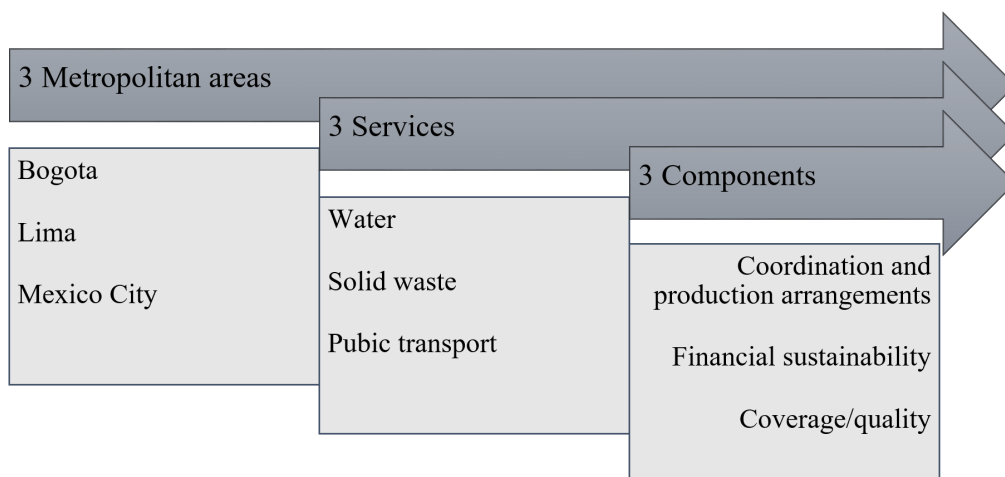 3 Metropolitan areas
Bogota
Lima
Mexico City
3 Services
Water
Solid waste
Pubic transport
3 Components
Coordination and
production arrangements
Financial sustainability
Coverage/quality